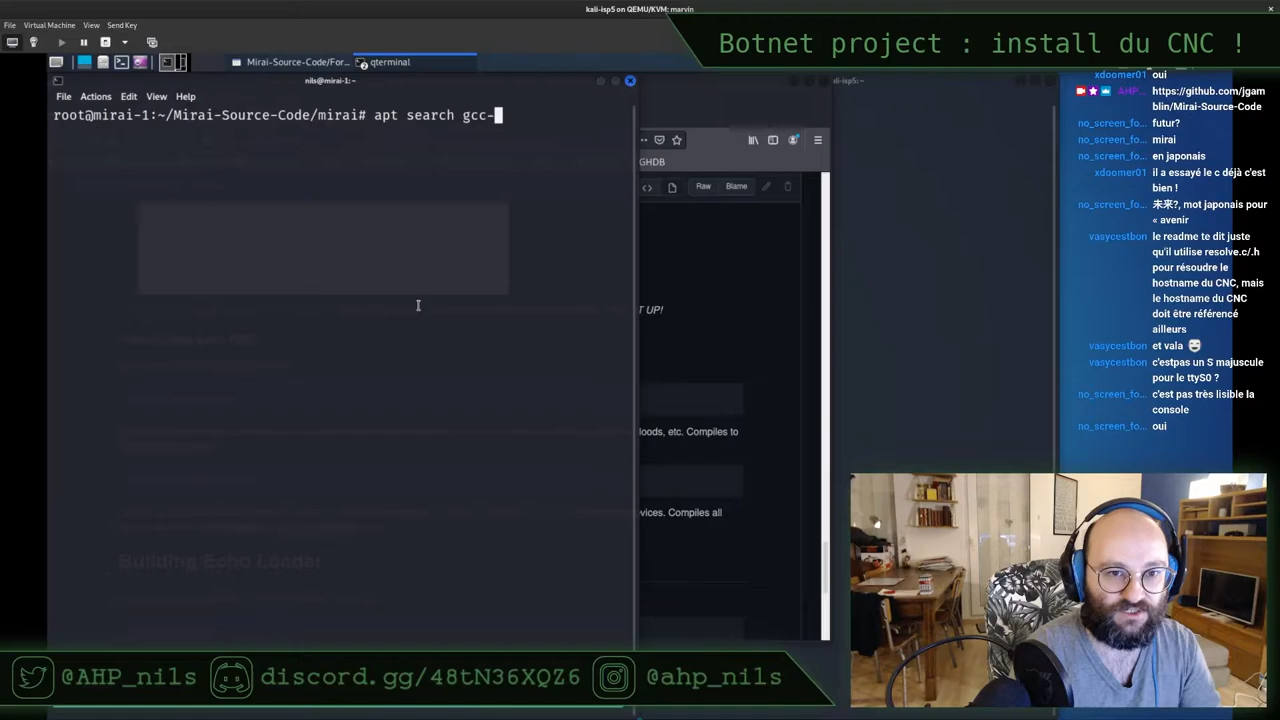 kali-isp5 on QEMU/KVM: marvin
File Virtual Machine View Send Key
Botnet project : install du CNC !
Mirai-Source-Code/For...
qterminal
nils@mirai-1: ~
File Actions Edit View Help
root@mirai-1:~/Mirai-Source-Code/mirai# apt search gcc-
Building Echo Loader
-isp5: ~
GHDB
Raw Blame
T UP!
loods, etc. Compiles to
vices. Compiles all
xdoomer01 oui
AHP_ https://github.com/jgam
blin/Mirai-Source-Code
no_screen_fo... futur?
no_screen_fo... mirai
no_screen_fo... en japonais
xdoomer01 il a essayé le c déjà c'est
bien !
no_screen_fo... 未来?, mot japonais pour
« avenir
vasycestbon le readme te dit juste
qu'il utilise resolve.c/.h
pour résoudre le
hostname du CNC, mais
le hostname du CNC
doit être référencé
ailleurs
vasycestbon et vala
vasycestbon c'estpas un S majuscule
pour le ttyS0 ?
no_screen_fo... c'est pas très lisible la
console
no_screen_fo... oui
@AHP_nils discord.gg/48tN36XQZ6 @ahp_nils